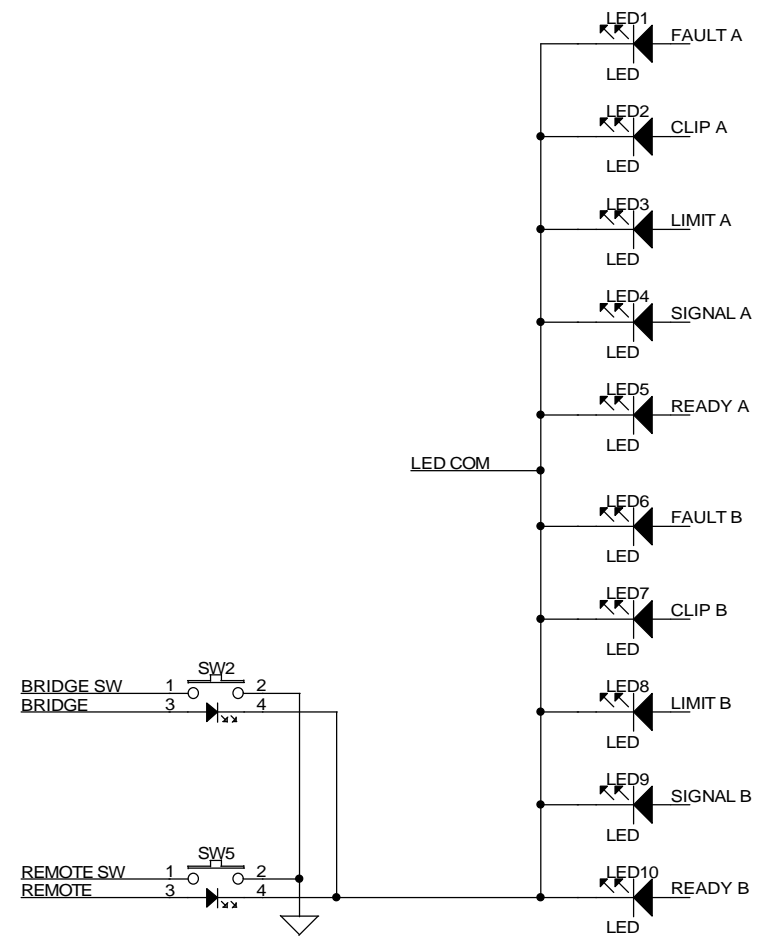 LED1
FAULT A
LED
LED2
CLIP A
LED
LED3
LIMIT A
LED
LED4
SIGNAL A
LED
LED5
READY A
LED
LED COM
LED6
FAULT B
LED
LED7
CLIP B
LED
SW2
BRIDGE SW 1 2
BRIDGE 3 4
LED8
LIMIT B
LED
LED9
SIGNAL B
LED
SW5
REMOTE SW 1 2
REMOTE 3 4
LED10
READY B
LED